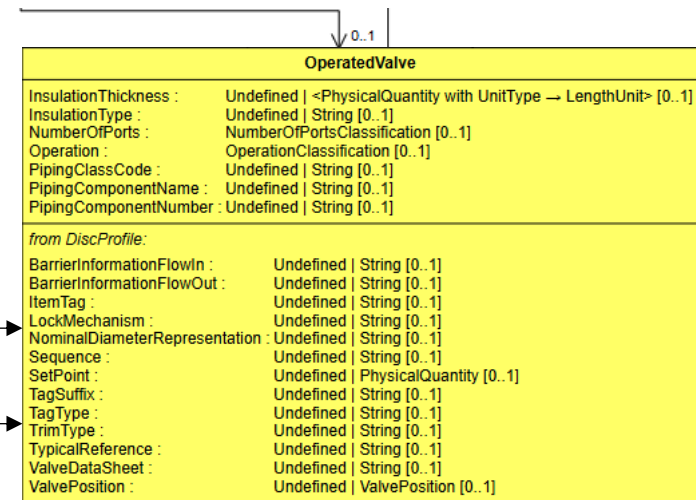 0..1
OperatedValve
InsulationThickness : Undefined | <PhysicalQuantity with UnitType → LengthUnit> [0..1]
InsulationType : Undefined | String [0..1]
NumberOfPorts : NumberOfPortsClassification [0..1]
Operation : OperationClassification [0..1]
PipingClassCode : Undefined | String [0..1]
PipingComponentName : Undefined | String [0..1]
PipingComponentNumber : Undefined | String [0..1]
from DiscProfile:
BarrierInformationFlowIn : Undefined | String [0..1]
BarrierInformationFlowOut : Undefined | String [0..1]
ItemTag : Undefined | String [0..1]
LockMechanism : Undefined | String [0..1]
NominalDiameterRepresentation : Undefined | String [0..1]
Sequence : Undefined | String [0..1]
SetPoint : Undefined | PhysicalQuantity [0..1]
TagSuffix : Undefined | String [0..1]
TagType : Undefined | String [0..1]
TrimType : Undefined | String [0..1]
TypicalReference : Undefined | String [0..1]
ValveDataSheet : Undefined | String [0..1]
ValvePosition : Undefined | ValvePosition [0..1]